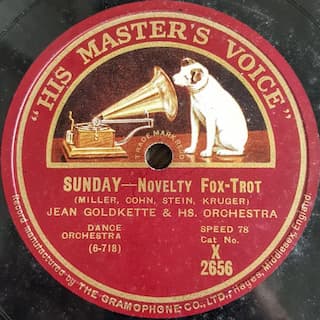 "HIS MASTER'S VOICE"
TRADE MARK REGD
SUNDAY—NOVELTY FOX-TROT
(MILLER, COHN, STEIN, KRUGER)
JEAN GOLDKETTE & HS. ORCHESTRA
DANCE
ORCHESTRA
(6-718)
SPEED 78
Cat No.
X
2656
Record manufactured by THE GRAMOPHONE CO., LTD., Hayes, Middlesex, England.